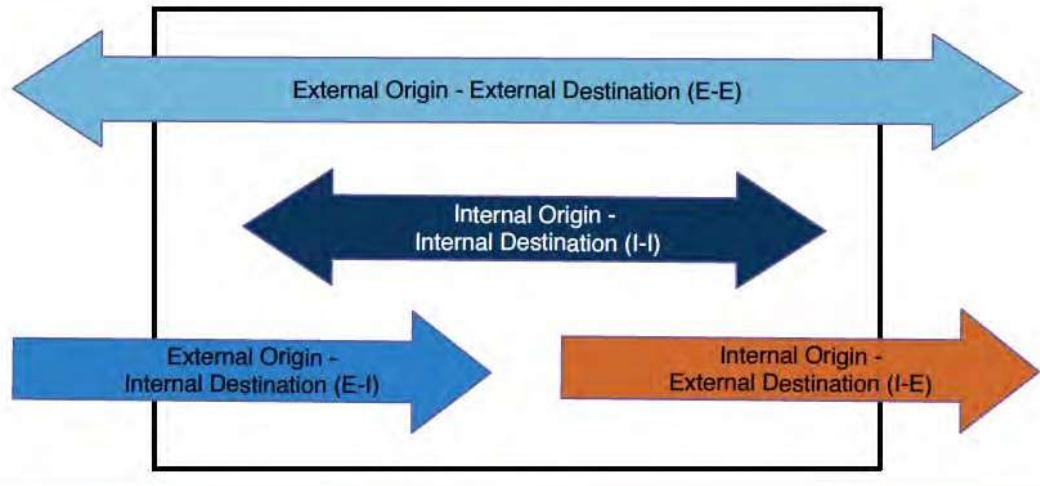 External Origin - External Destination (E-E)
Internal Origin -
Internal Destination (I-I)
External Origin -
Internal Destination (E-I)
Internal Origin -
External Destination (I-E)